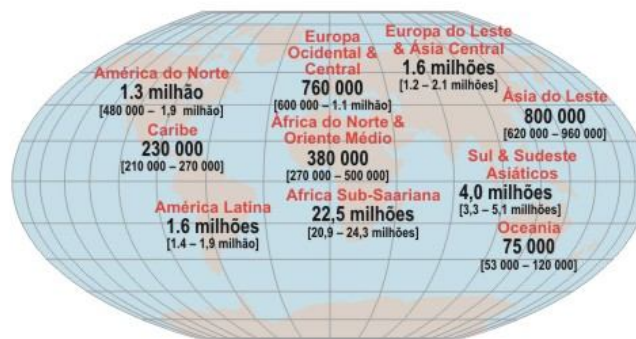 América do Norte
1.3 milhão
[480 000 – 1,9 milhão]
Caribe
230 000
[210 000 – 270 000]
América Latina
1.6 milhões
[1.4 – 1,9 milhão]
Europa
Ocidental &
Central
760 000
[600 000 – 1.1 milhão]
África do Norte &
Oriente Médio
380 000
[270 000 – 500 000]
Africa Sub-Saariana
22,5 milhões
[20,9 – 24,3 milhões]
Europa do Leste
& Ásia Central
1.6 milhões
[1.2 – 2.1 milhões]
Ásia do Leste
800 000
[620 000 – 960 000]
Sul & Sudeste
Asiáticos
4,0 milhões
[3,3 – 5,1 millhões]
Oceania
75 000
[53 000 – 120 000]